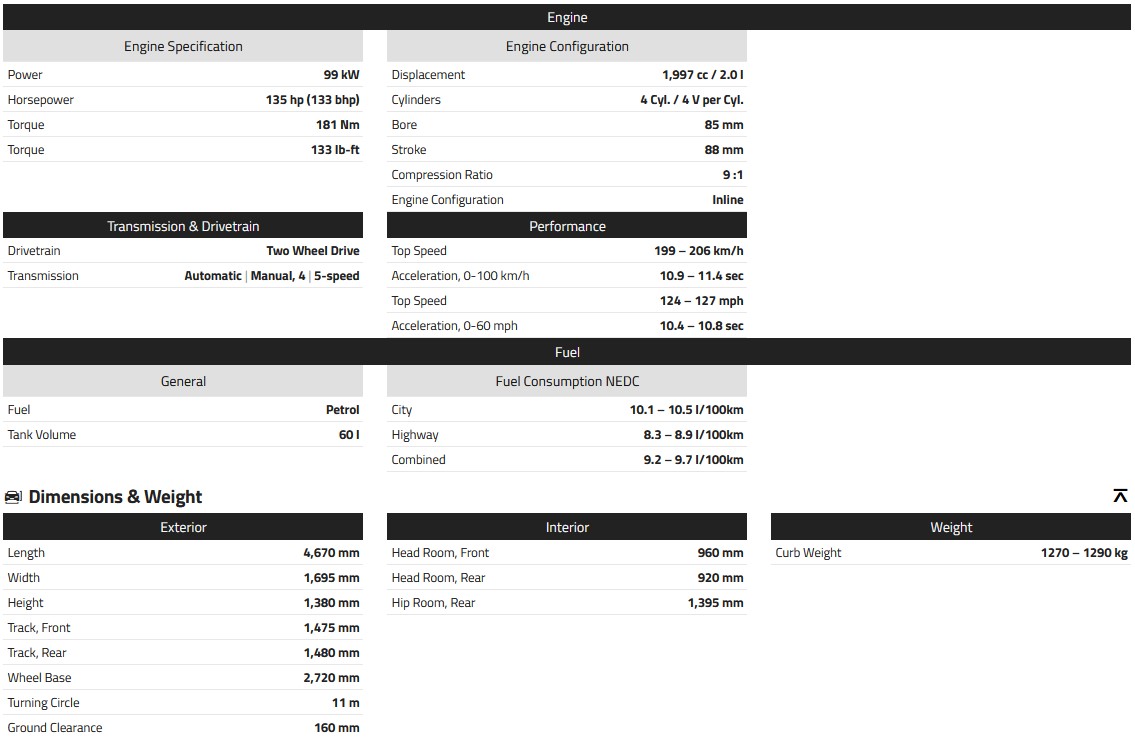 Engine
Engine Specification
Power 99 kW
Horsepower 135 hp (133 bhp)
Torque 181 Nm
Torque 133 lb-ft
Engine Configuration
Displacement 1,997 cc / 2.0 l
Cylinders 4 Cyl. / 4 V per Cyl.
Bore 85 mm
Stroke 88 mm
Compression Ratio 9 :1
Engine Configuration Inline
Transmission & Drivetrain
Drivetrain Two Wheel Drive
Transmission Automatic | Manual, 4 | 5-speed
Performance
Top Speed 199 – 206 km/h
Acceleration, 0-100 km/h 10.9 – 11.4 sec
Top Speed 124 – 127 mph
Acceleration, 0-60 mph 10.4 – 10.8 sec
Fuel
General
Fuel Petrol
Tank Volume 60 l
Fuel Consumption NEDC
City 10.1 – 10.5 l/100km
Highway 8.3 – 8.9 l/100km
Combined 9.2 – 9.7 l/100km
Dimensions & Weight
Exterior
Length 4,670 mm
Width 1,695 mm
Height 1,380 mm
Track, Front 1,475 mm
Track, Rear 1,480 mm
Wheel Base 2,720 mm
Turning Circle 11 m
Ground Clearance 160 mm
Interior
Head Room, Front 960 mm
Head Room, Rear 920 mm
Hip Room, Rear 1,395 mm
Weight
Curb Weight 1270 – 1290 kg